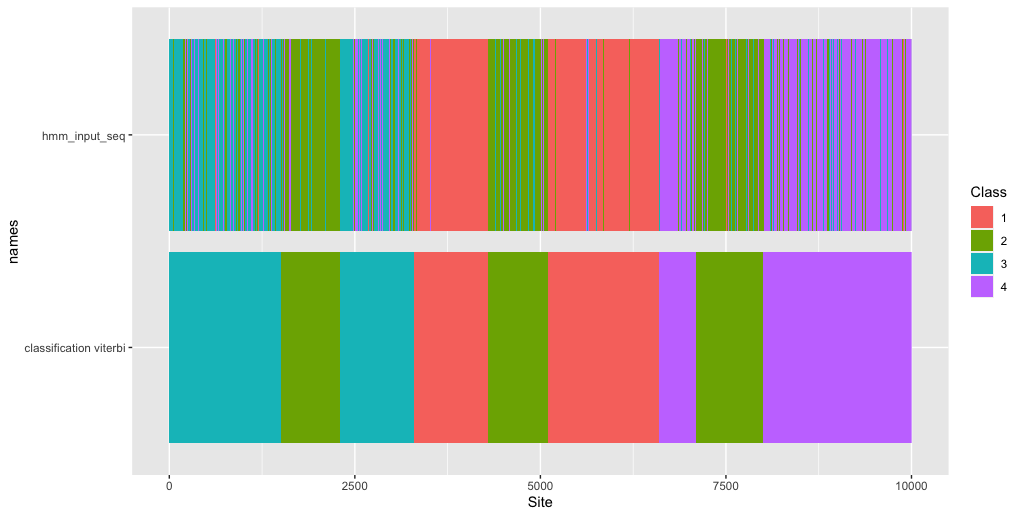 names
hmm_input_seq
classification viterbi
0
2500
5000
7500
10000
Site
Class
1
2
3
4